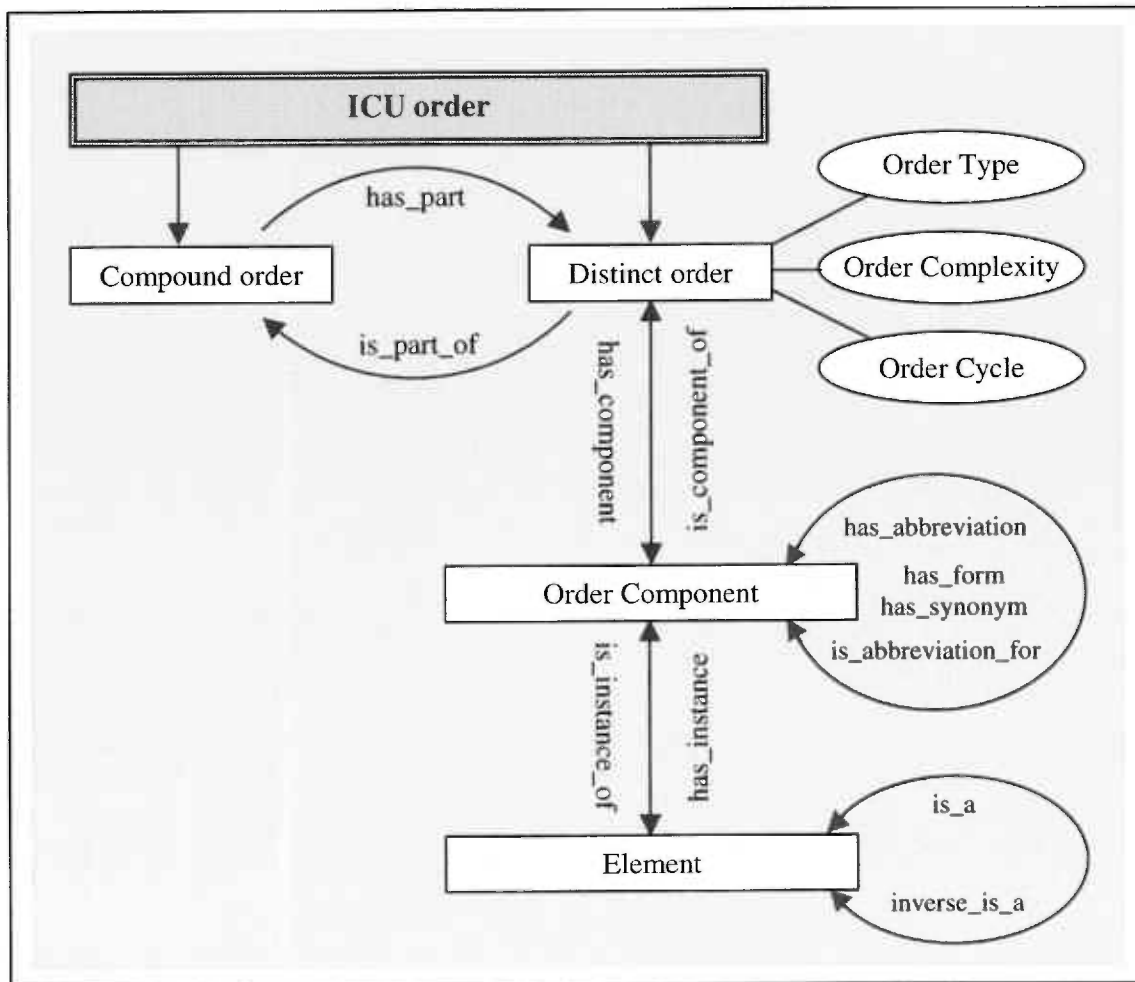 ICU order
Order Type
has_part
Compound order
Distinct order
Order Complexity
is_part_of
Order Cycle
has_component
is_component_of
has_abbreviation
has_form
Order Component
has_synonym
is_abbreviation_for
is_instance_of
has_instance
is_a
Element
inverse_is_a